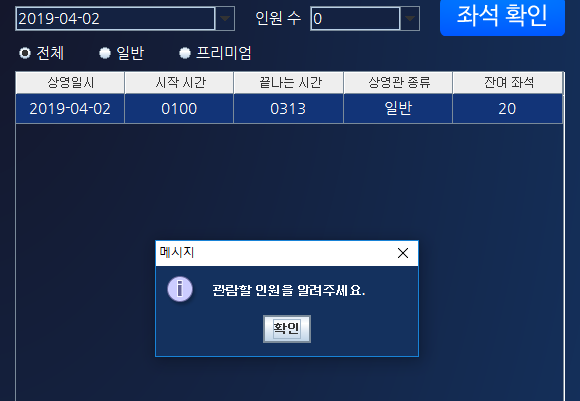 2019-04-02 인원 수 0 좌석 확인
전체 일반 프리미엄
상영일시 시작 시간 끝나는 시간 상영관 종류 잔여 좌석
2019-04-02 0100 0313 일반 20
메시지
관람할 인원을 알려주세요.
확인